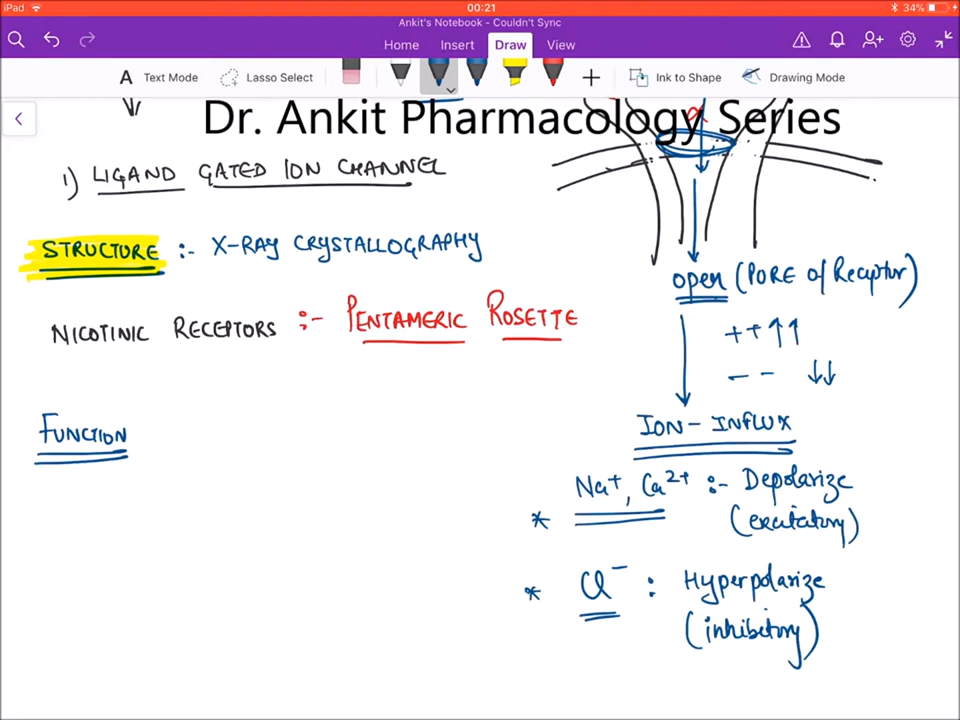 iPad 00:21 34%
Ankit's Notebook - Couldn't Sync
Home Insert Draw View
A Text Mode Lasso Select Ink to Shape Drawing Mode
Dr. Ankit Pharmacology Series
α
1) LIGAND GATED ION CHANNEL
STRUCTURE :- X-RAY CRYSTALLOGRAPHY
OPEN (PORE of Receptor)
NICOTINIC RECEPTORS :- PENTAMERIC ROSETTE
++ ↑↑
-- ↓↓
FUNCTION
ION - INFLUX
* Na+, Ca2+ :- Depolarize
(excitatory)
* Cl- : Hyperpolarize
(inhibitory)